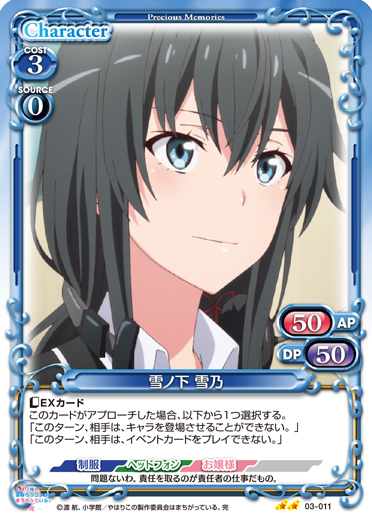 Precious Memories
Character
COST
3
SOURCE
0
50 AP
DP 50
雪ノ下 雪乃
EXカード
このカードがアプローチした場合、以下から1つ選択する。
「このターン、相手は、キャラを登場させることができない。」
「このターン、相手は、イベントカードをプレイできない。」
制服 ヘッドフォン お嬢様
問題ないわ。責任を取るのが責任者の仕事だもの。
©渡 航、小学館/やはりこの製作委員会はまちがっている。完
03-011